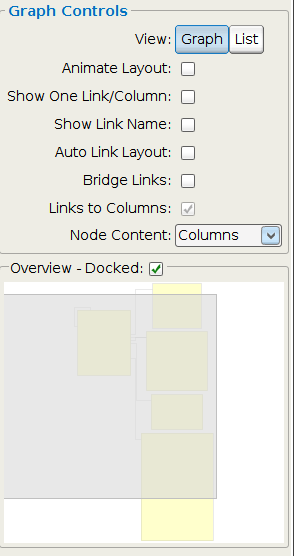 Graph Controls
View: Graph List
Animate Layout:
Show One Link/Column:
Show Link Name:
Auto Link Layout:
Bridge Links:
Links to Columns:
Node Content: Columns
Overview - Docked: